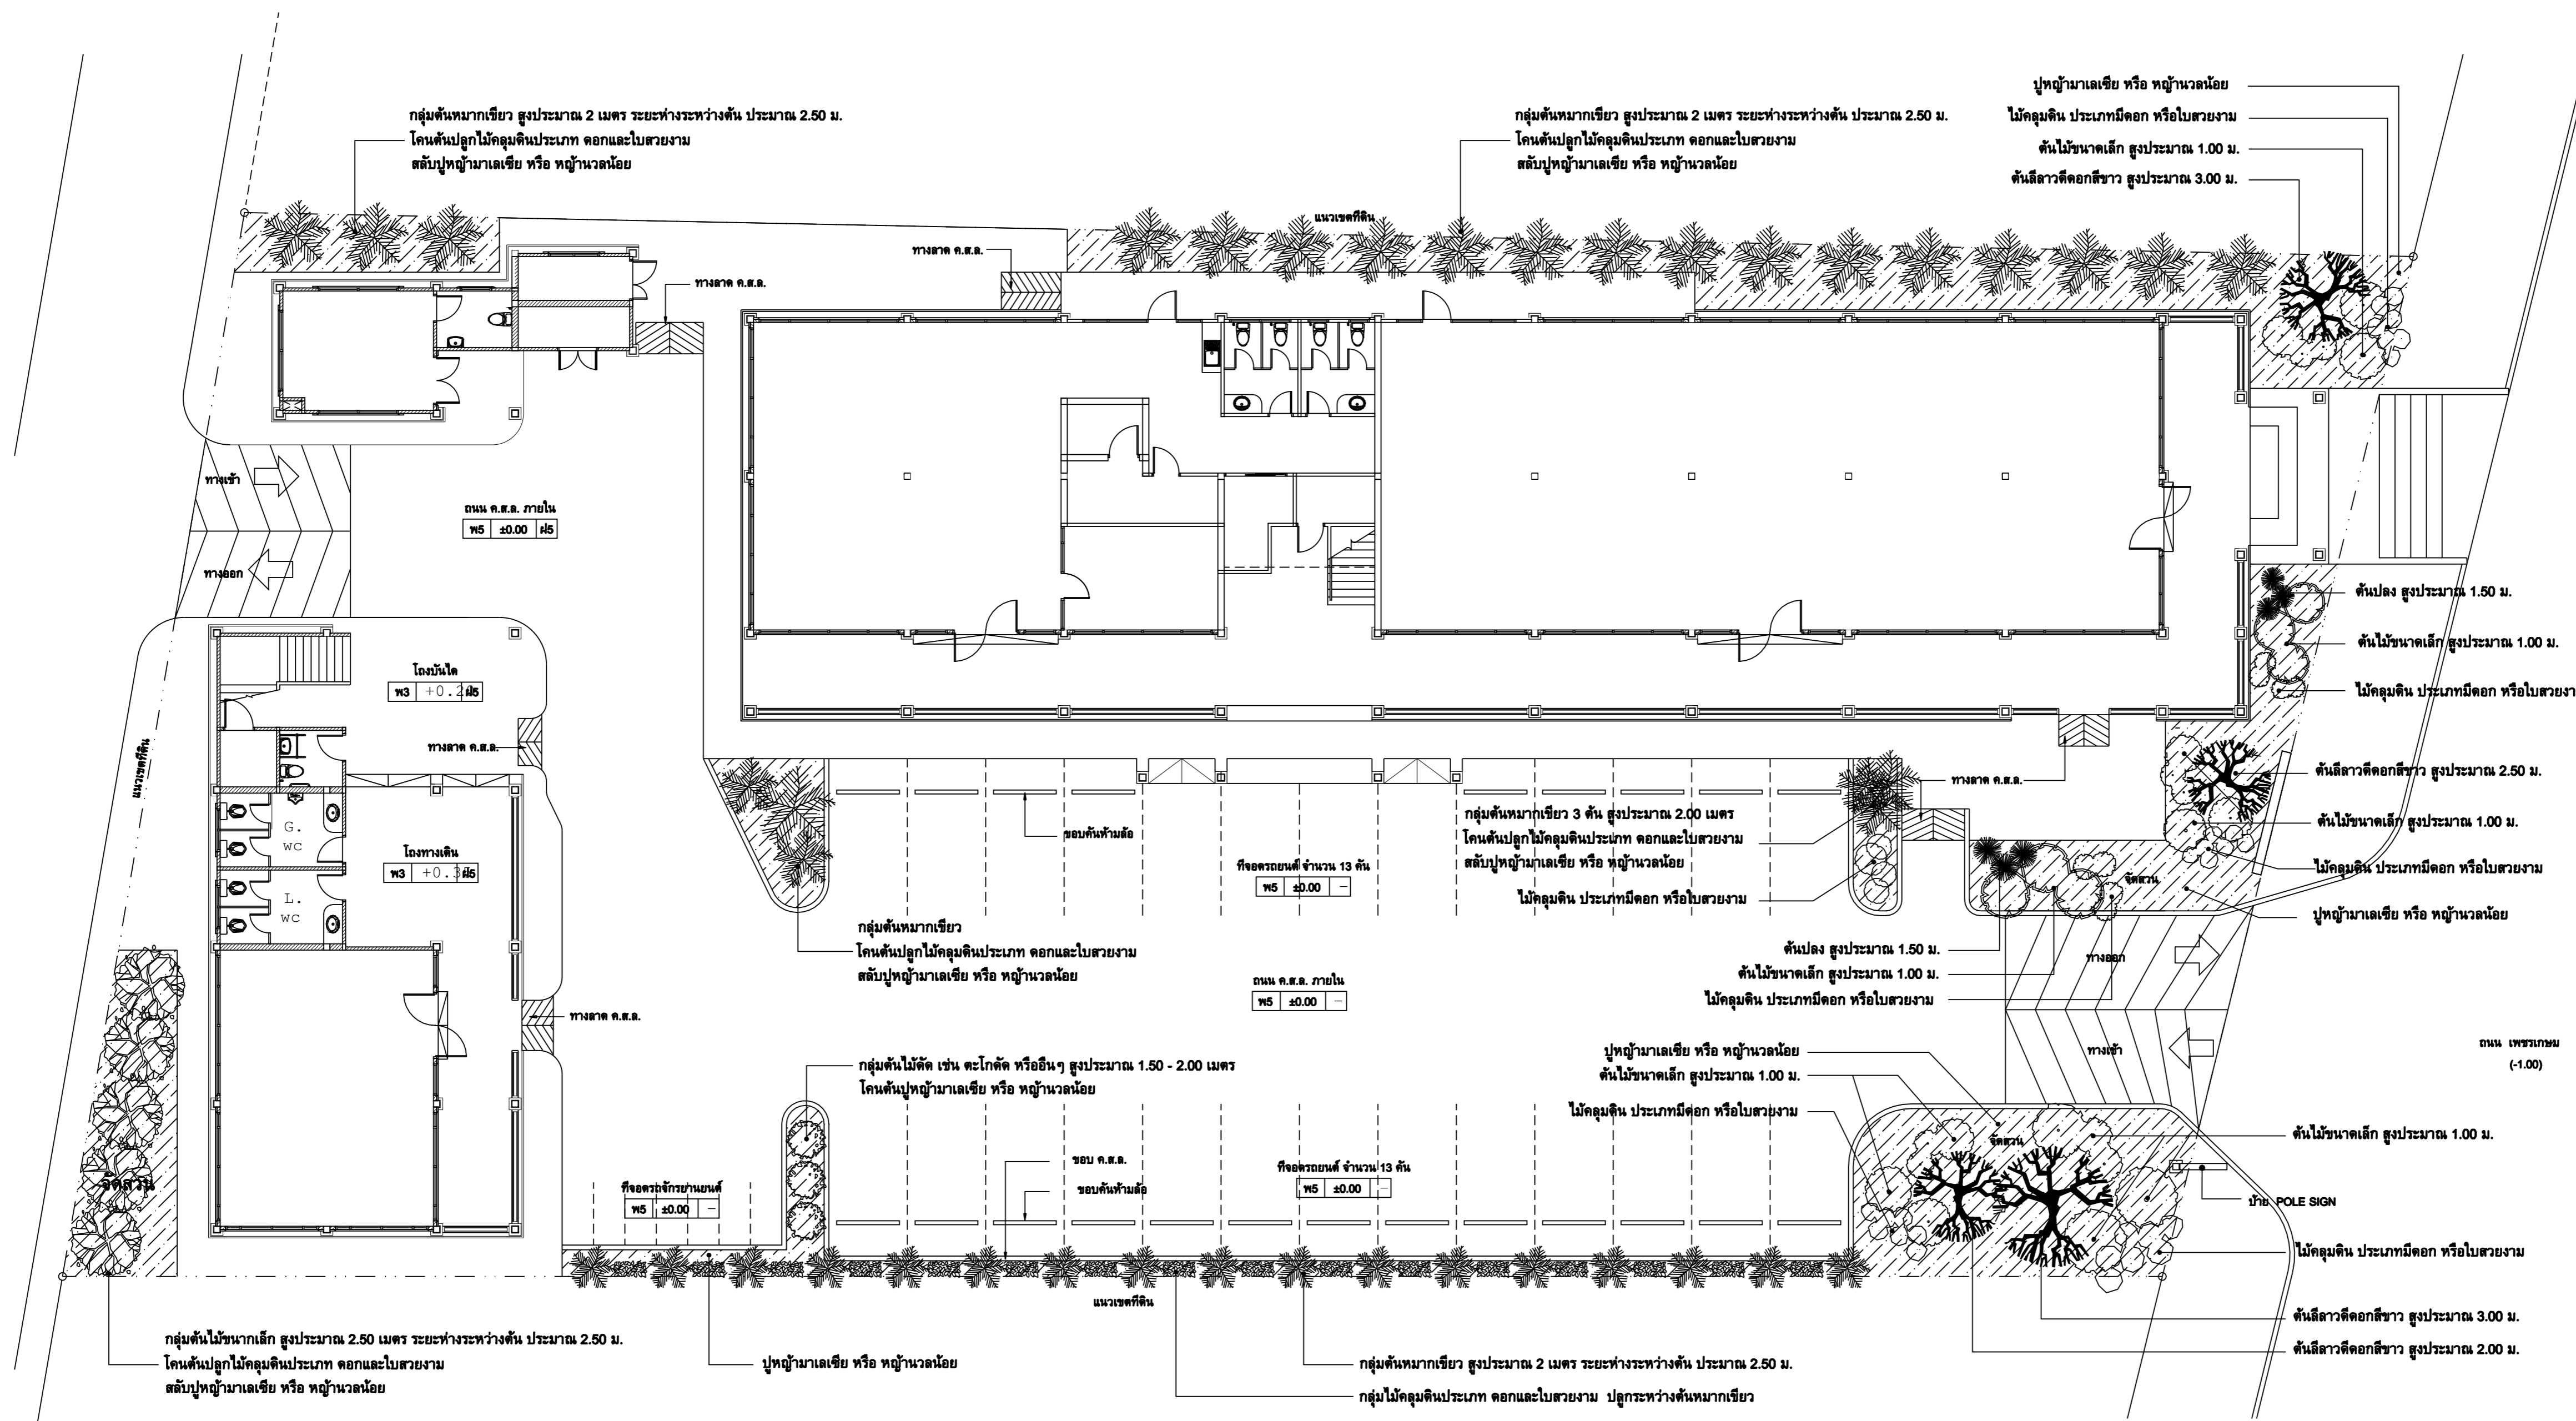 ปูหญ้ามาเลเซีย หรือ หญ้านวลน้อย
ไม้คลุมดิน ประเภทมีดอก หรือใบสวยงาม
ต้นไม้ขนาดเล็ก สูงประมาณ 1.00 ม.
ต้นลีลาวดีดอกสีขาว สูงประมาณ 3.00 ม.
กลุ่มต้นหมากเขียว สูงประมาณ 2 เมตร ระยะห่างระหว่างต้น ประมาณ 2.50 ม.
โคนต้นปลูกไม้คลุมดินประเภท ดอกและใบสวยงาม
สลับปูหญ้ามาเลเซีย หรือ หญ้านวลน้อย
กลุ่มต้นหมากเขียว สูงประมาณ 2 เมตร ระยะห่างระหว่างต้น ประมาณ 2.50 ม.
โคนต้นปลูกไม้คลุมดินประเภท ดอกและใบสวยงาม
สลับปูหญ้ามาเลเซีย หรือ หญ้านวลน้อย
แนวเขตที่ดิน
ทางลาด ค.ส.ล.
ทางลาด ค.ส.ล.
ทางเข้า
ถนน ค.ส.ล. ภายใน
พ5 ±0.00 ฝ5
ทางออก
ต้นปลง สูงประมาณ 1.50 ม.
ต้นไม้ขนาดเล็ก สูงประมาณ 1.00 ม.
ไม้คลุมดิน ประเภทมีดอก หรือใบสวยงา
โถงบันได
พ3 +0.2 ฝ5
ทางลาด ค.ส.ล.
แนวเขตที่ดิน
ต้นลีลาวดีดอกสีขาว สูงประมาณ 2.50 ม.
ทางลาด ค.ส.ล.
ต้นไม้ขนาดเล็ก สูงประมาณ 1.00 ม.
G.
WC
ขอบคันห้ามล้อ
กลุ่มต้นหมากเขียว 3 ต้น สูงประมาณ 2.00 เมตร
โคนต้นปลูกไม้คลุมดินประเภท ดอกและใบสวยงาม
สลับปูหญ้ามาเลเซีย หรือ หญ้านวลน้อย
ไม้คลุมดิน ประเภทมีดอก หรือใบสวยงาม
โถงทางเดิน
พ3 +0.3 ฝ5
ที่จอดรถยนต์ จำนวน 13 คัน
พ5 ±0.00 –
ไม้คลุมดิน ประเภทมีดอก หรือใบสวยงาม
จัดสวน
L.
WC
ปูหญ้ามาเลเซีย หรือ หญ้านวลน้อย
กลุ่มต้นหมากเขียว
โคนต้นปลูกไม้คลุมดินประเภท ดอกและใบสวยงาม
สลับปูหญ้ามาเลเซีย หรือ หญ้านวลน้อย
ต้นปลง สูงประมาณ 1.50 ม.
ต้นไม้ขนาดเล็ก สูงประมาณ 1.00 ม.
ไม้คลุมดิน ประเภทมีดอก หรือใบสวยงาม
ทางออก
ถนน ค.ส.ล. ภายใน
พ5 ±0.00 –
ทางลาด ค.ส.ล.
ถนน เพชรเกษม
(-1.00)
ทางเข้า
ปูหญ้ามาเลเซีย หรือ หญ้านวลน้อย
ต้นไม้ขนาดเล็ก สูงประมาณ 1.00 ม.
ไม้คลุมดิน ประเภทมีดอก หรือใบสวยงาม
กลุ่มต้นไม้ดัด เช่น ตะโกดัด หรืออื่นๆ สูงประมาณ 1.50 - 2.00 เมตร
โคนต้นปูหญ้ามาเลเซีย หรือ หญ้านวลน้อย
จัดสวน
ต้นไม้ขนาดเล็ก สูงประมาณ 1.00 ม.
ขอบ ค.ส.ล.
ขอบคันห้ามล้อ
ที่จอดรถยนต์ จำนวน 13 คัน
พ5 ±0.00 –
จัดสวน
ที่จอดรถจักรยานยนต์
พ5 ±0.00 –
ป้าย POLE SIGN
ไม้คลุมดิน ประเภทมีดอก หรือใบสวยงาม
แนวเขตที่ดิน
ต้นลีลาวดีดอกสีขาว สูงประมาณ 3.00 ม.
ต้นลีลาวดีดอกสีขาว สูงประมาณ 2.00 ม.
กลุ่มต้นไม้ขนาดเล็ก สูงประมาณ 2.50 เมตร ระยะห่างระหว่างต้น ประมาณ 2.50 ม.
โคนต้นปลูกไม้คลุมดินประเภท ดอกและใบสวยงาม
สลับปูหญ้ามาเลเซีย หรือ หญ้านวลน้อย
ปูหญ้ามาเลเซีย หรือ หญ้านวลน้อย
กลุ่มต้นหมากเขียว สูงประมาณ 2 เมตร ระยะห่างระหว่างต้น ประมาณ 2.50 ม.
กลุ่มไม้คลุมดินประเภท ดอกและใบสวยงาม ปลูกระหว่างต้นหมากเขียว